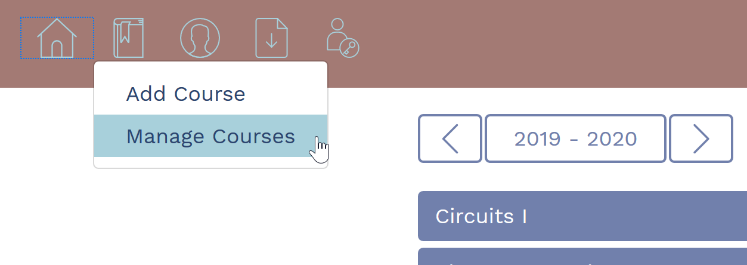 Add Course
Manage Courses
2019 - 2020
Circuits I